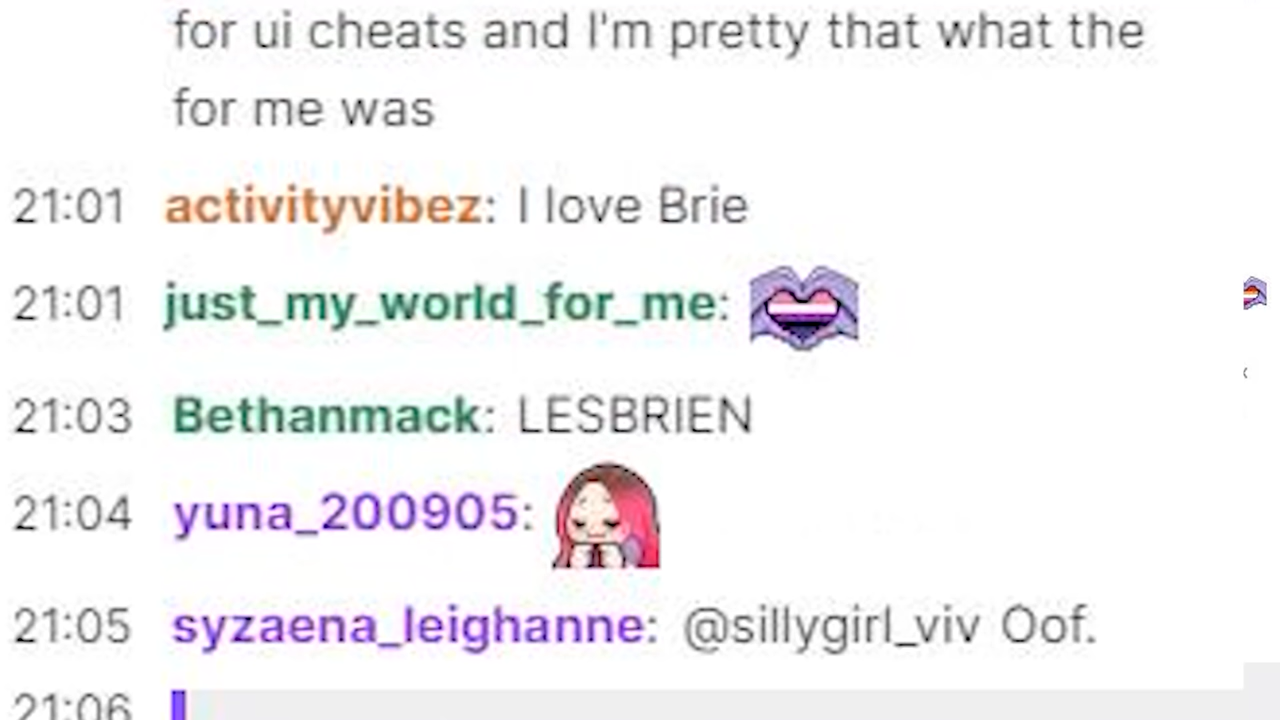 for ui cheats and I'm pretty that what the
for me was
21:01 activityvibez: I love Brie
21:01 just_my_world_for_me:
21:03 Bethanmack: LESBRIEN
21:04 yuna_200905:
21:05 syzaena_leighanne: @sillygirl_viv Oof.
21:06